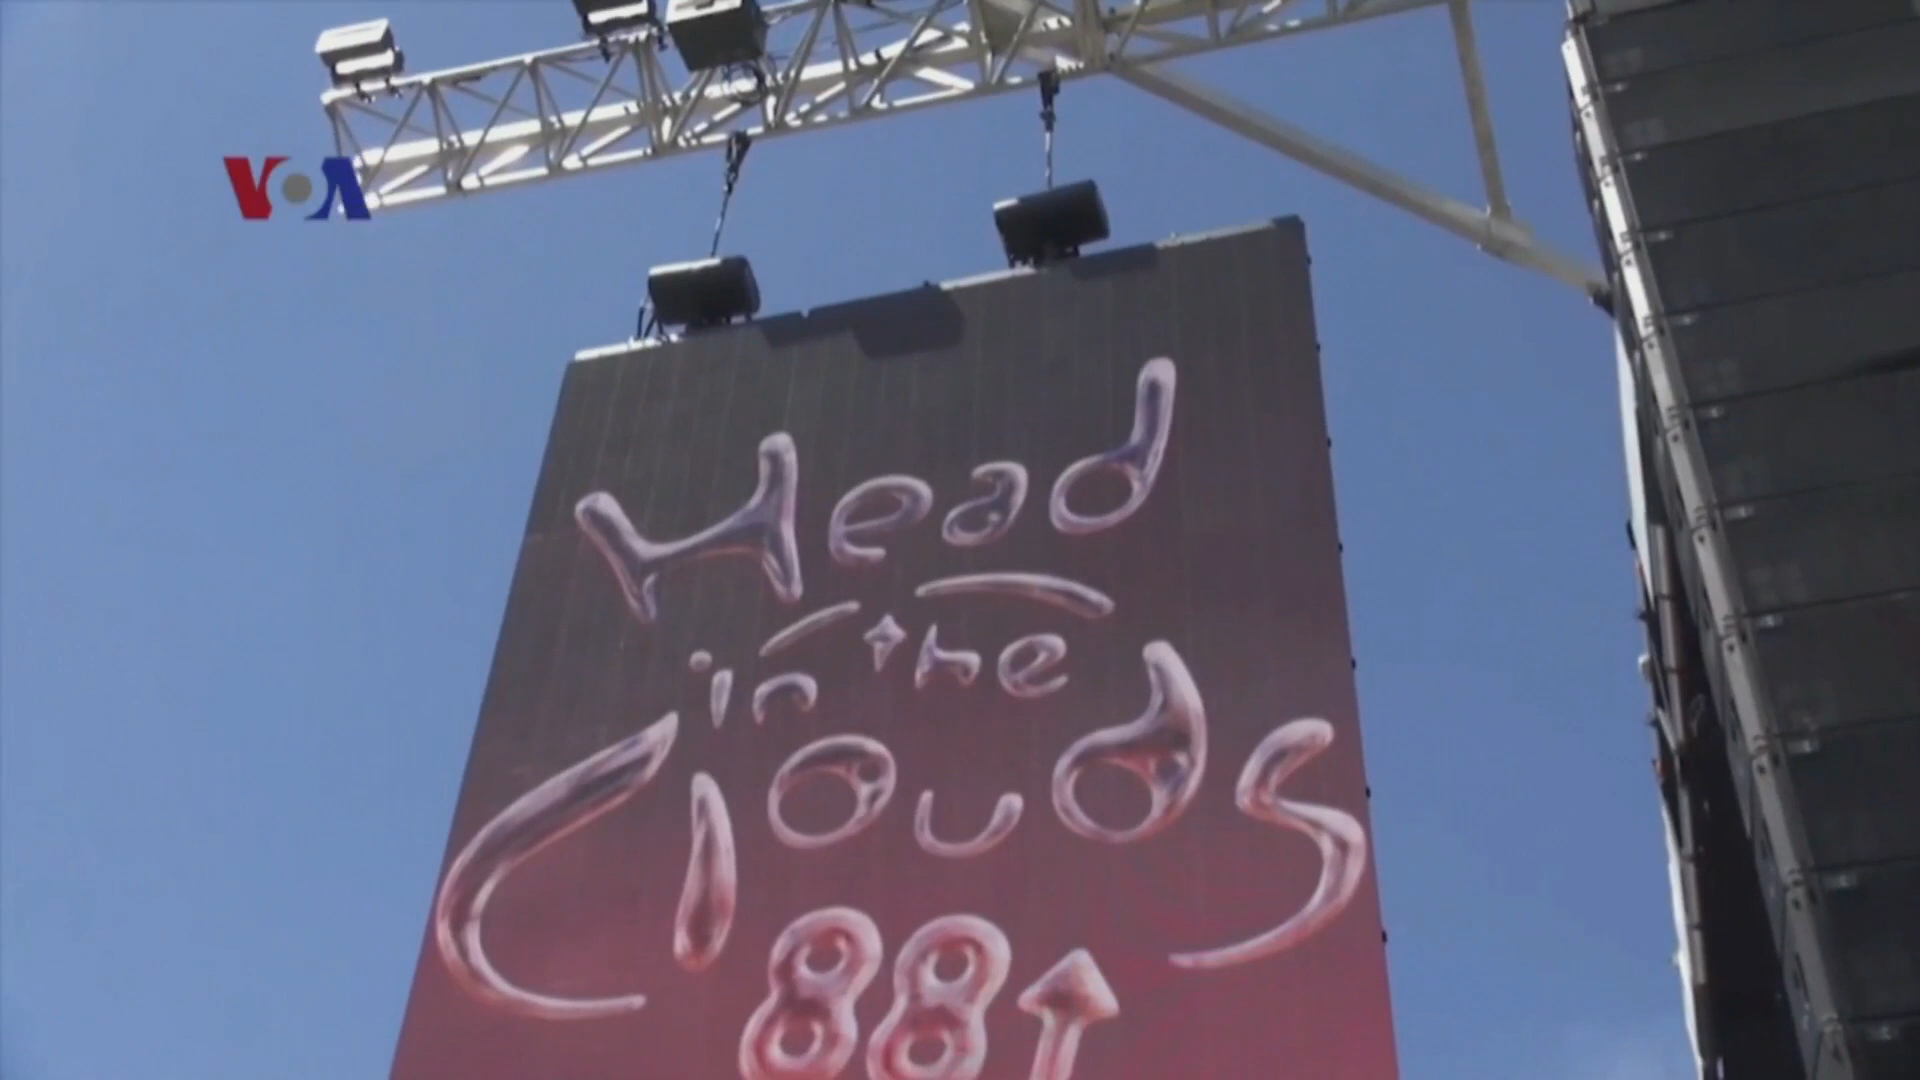 VOA
Head
in the
Clouds
88↑